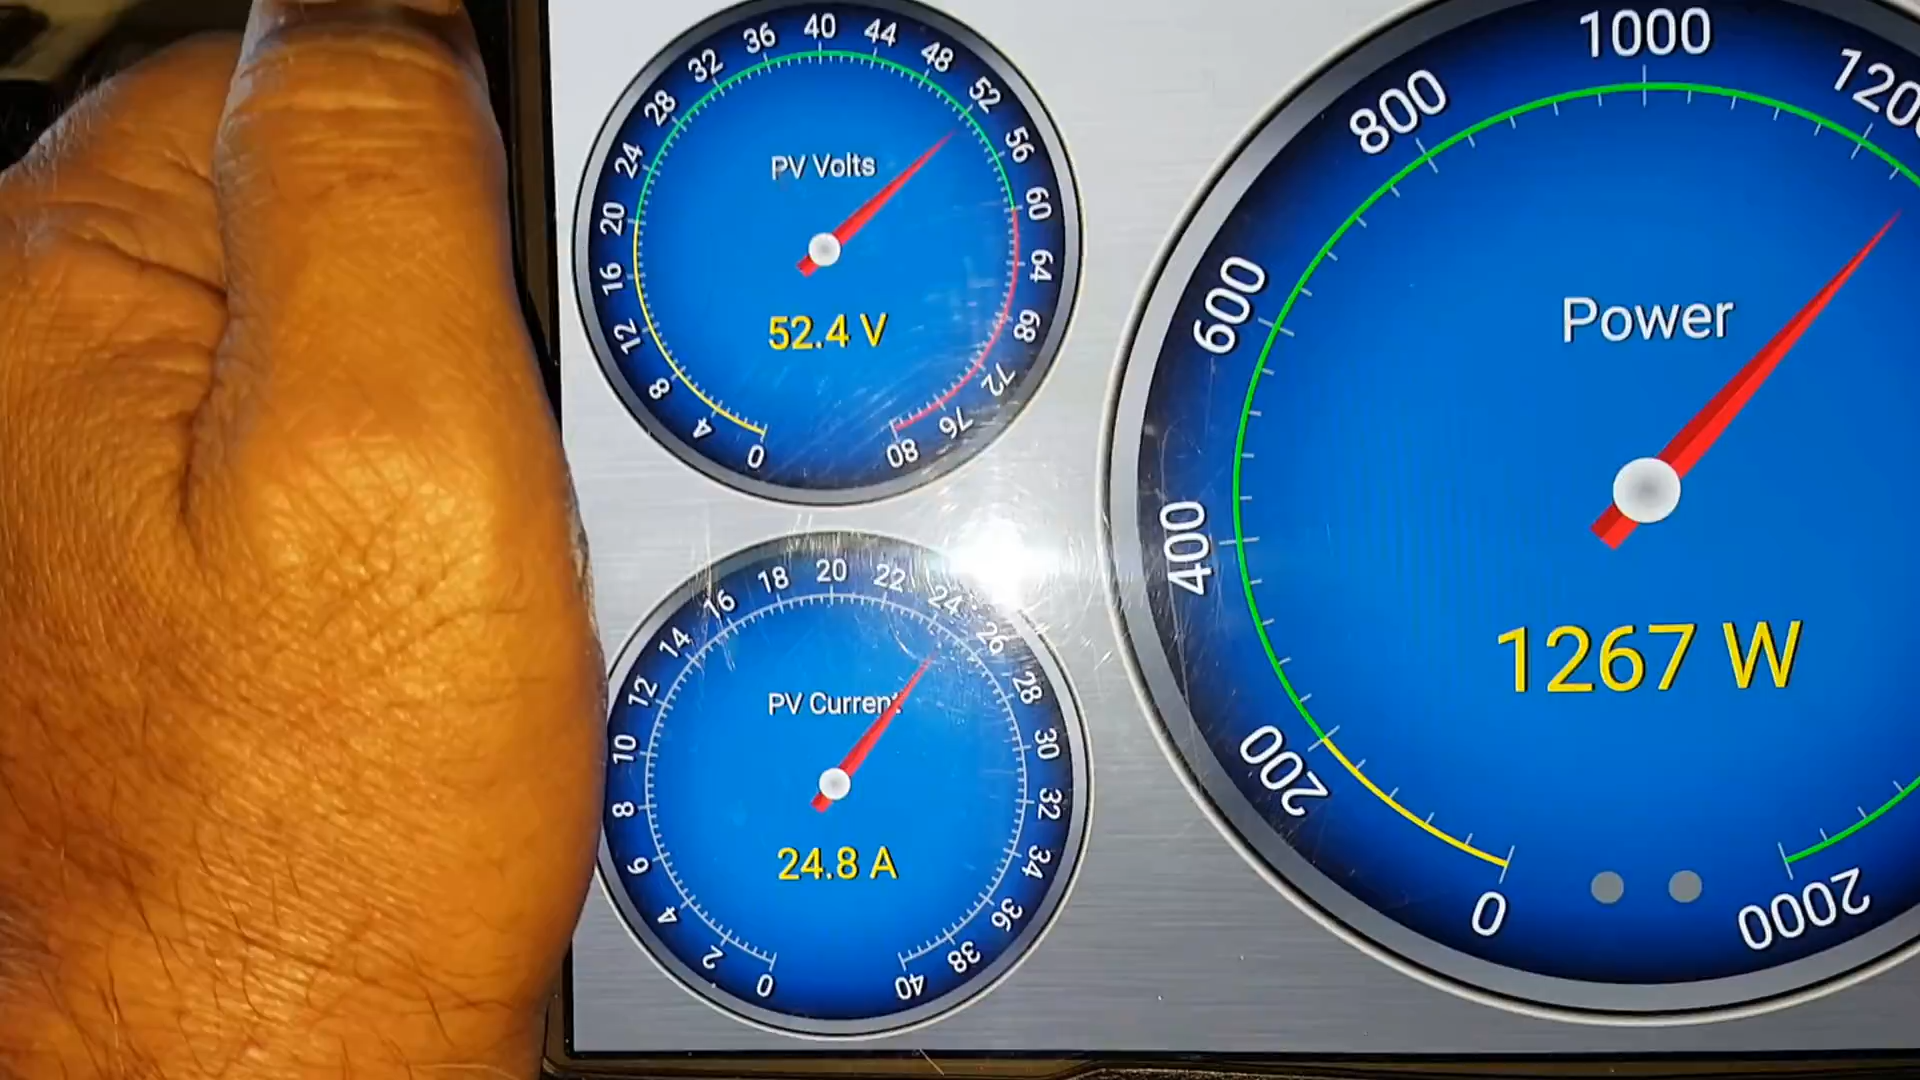 PV Volts
52.4 V
0 4 8 12 16 20 24 28 32 36 40 44 48 52 56 60 64 68 72 76 80
PV Current
24.8 A
0 2 4 6 8 10 12 14 16 18 20 22 24 26 28 30 32 34 36 38 40
Power
1267 W
0 200 400 600 800 1000 120 2000